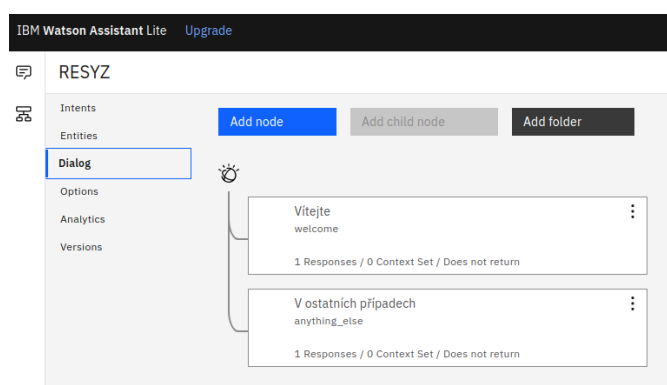 IBM Watson Assistant Lite Upgrade
RESYZ
Intents
Entities
Dialog
Options
Analytics
Versions
Add node Add child node Add folder
Vítejte
welcome
1 Responses / 0 Context Set / Does not return
V ostatních případech
anything_else
1 Responses / 0 Context Set / Does not return